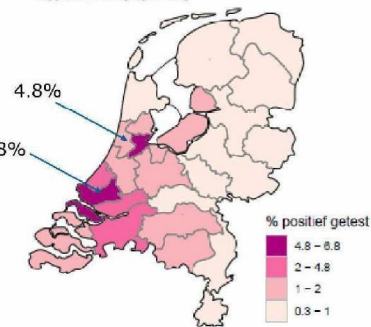 4.8%
8%
% positief getest
4.8 – 6.8
2 – 4.8
1 – 2
0.3 – 1